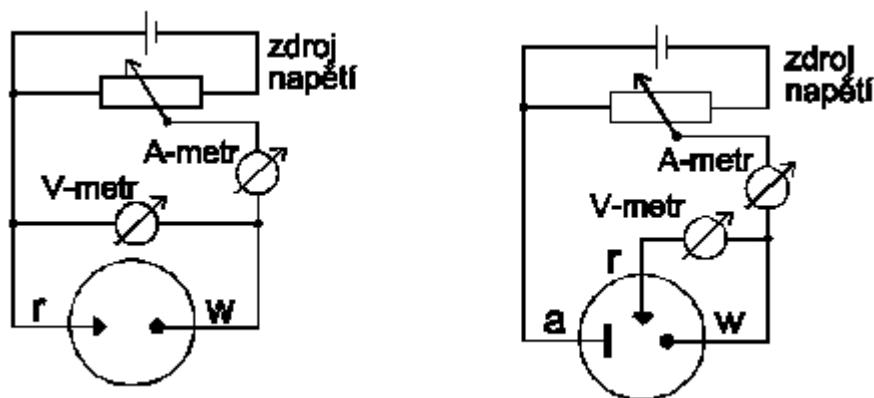 zdroj
napětí
A-metr
V-metr
r
w
zdroj
napětí
A-metr
V-metr
r
a
w